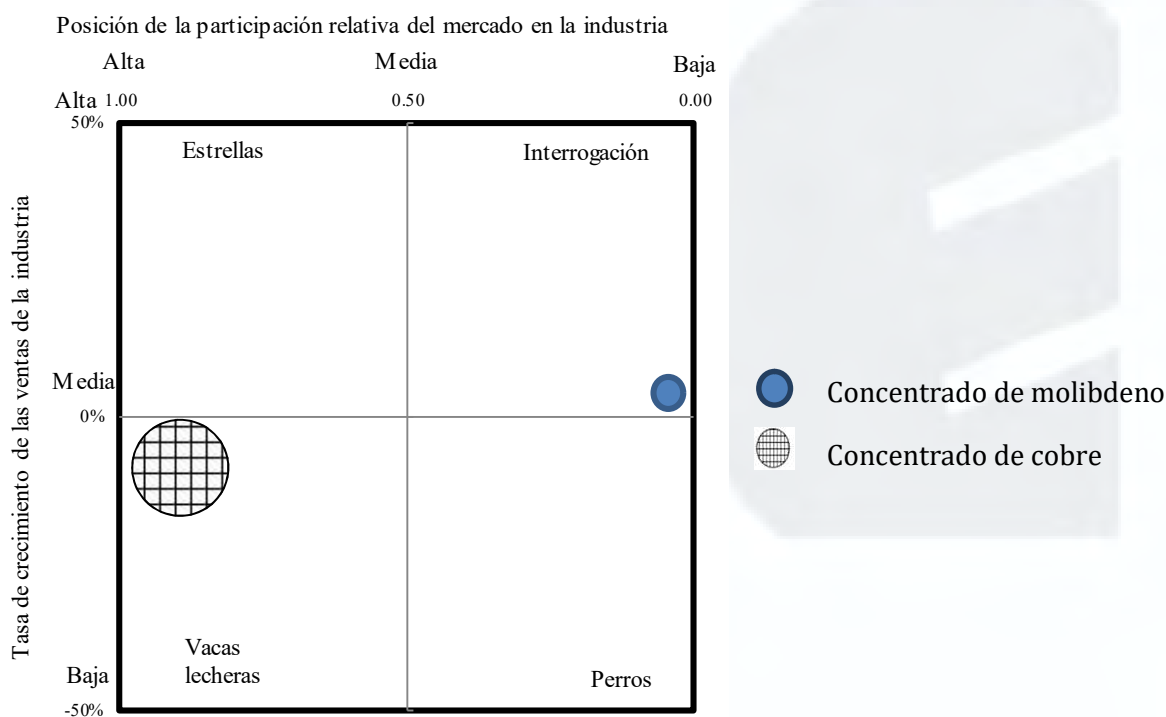 Posición de la participación relativa del mercado en la industria
Alta Media Baja
Alta 1.00 0.50 0.00
50%
Estrellas Interrogación
Tasa de crecimiento de las ventas de la industria
Media
0%
Concentrado de molibdeno
Concentrado de cobre
Vacas
lecheras
Baja Perros
-50%